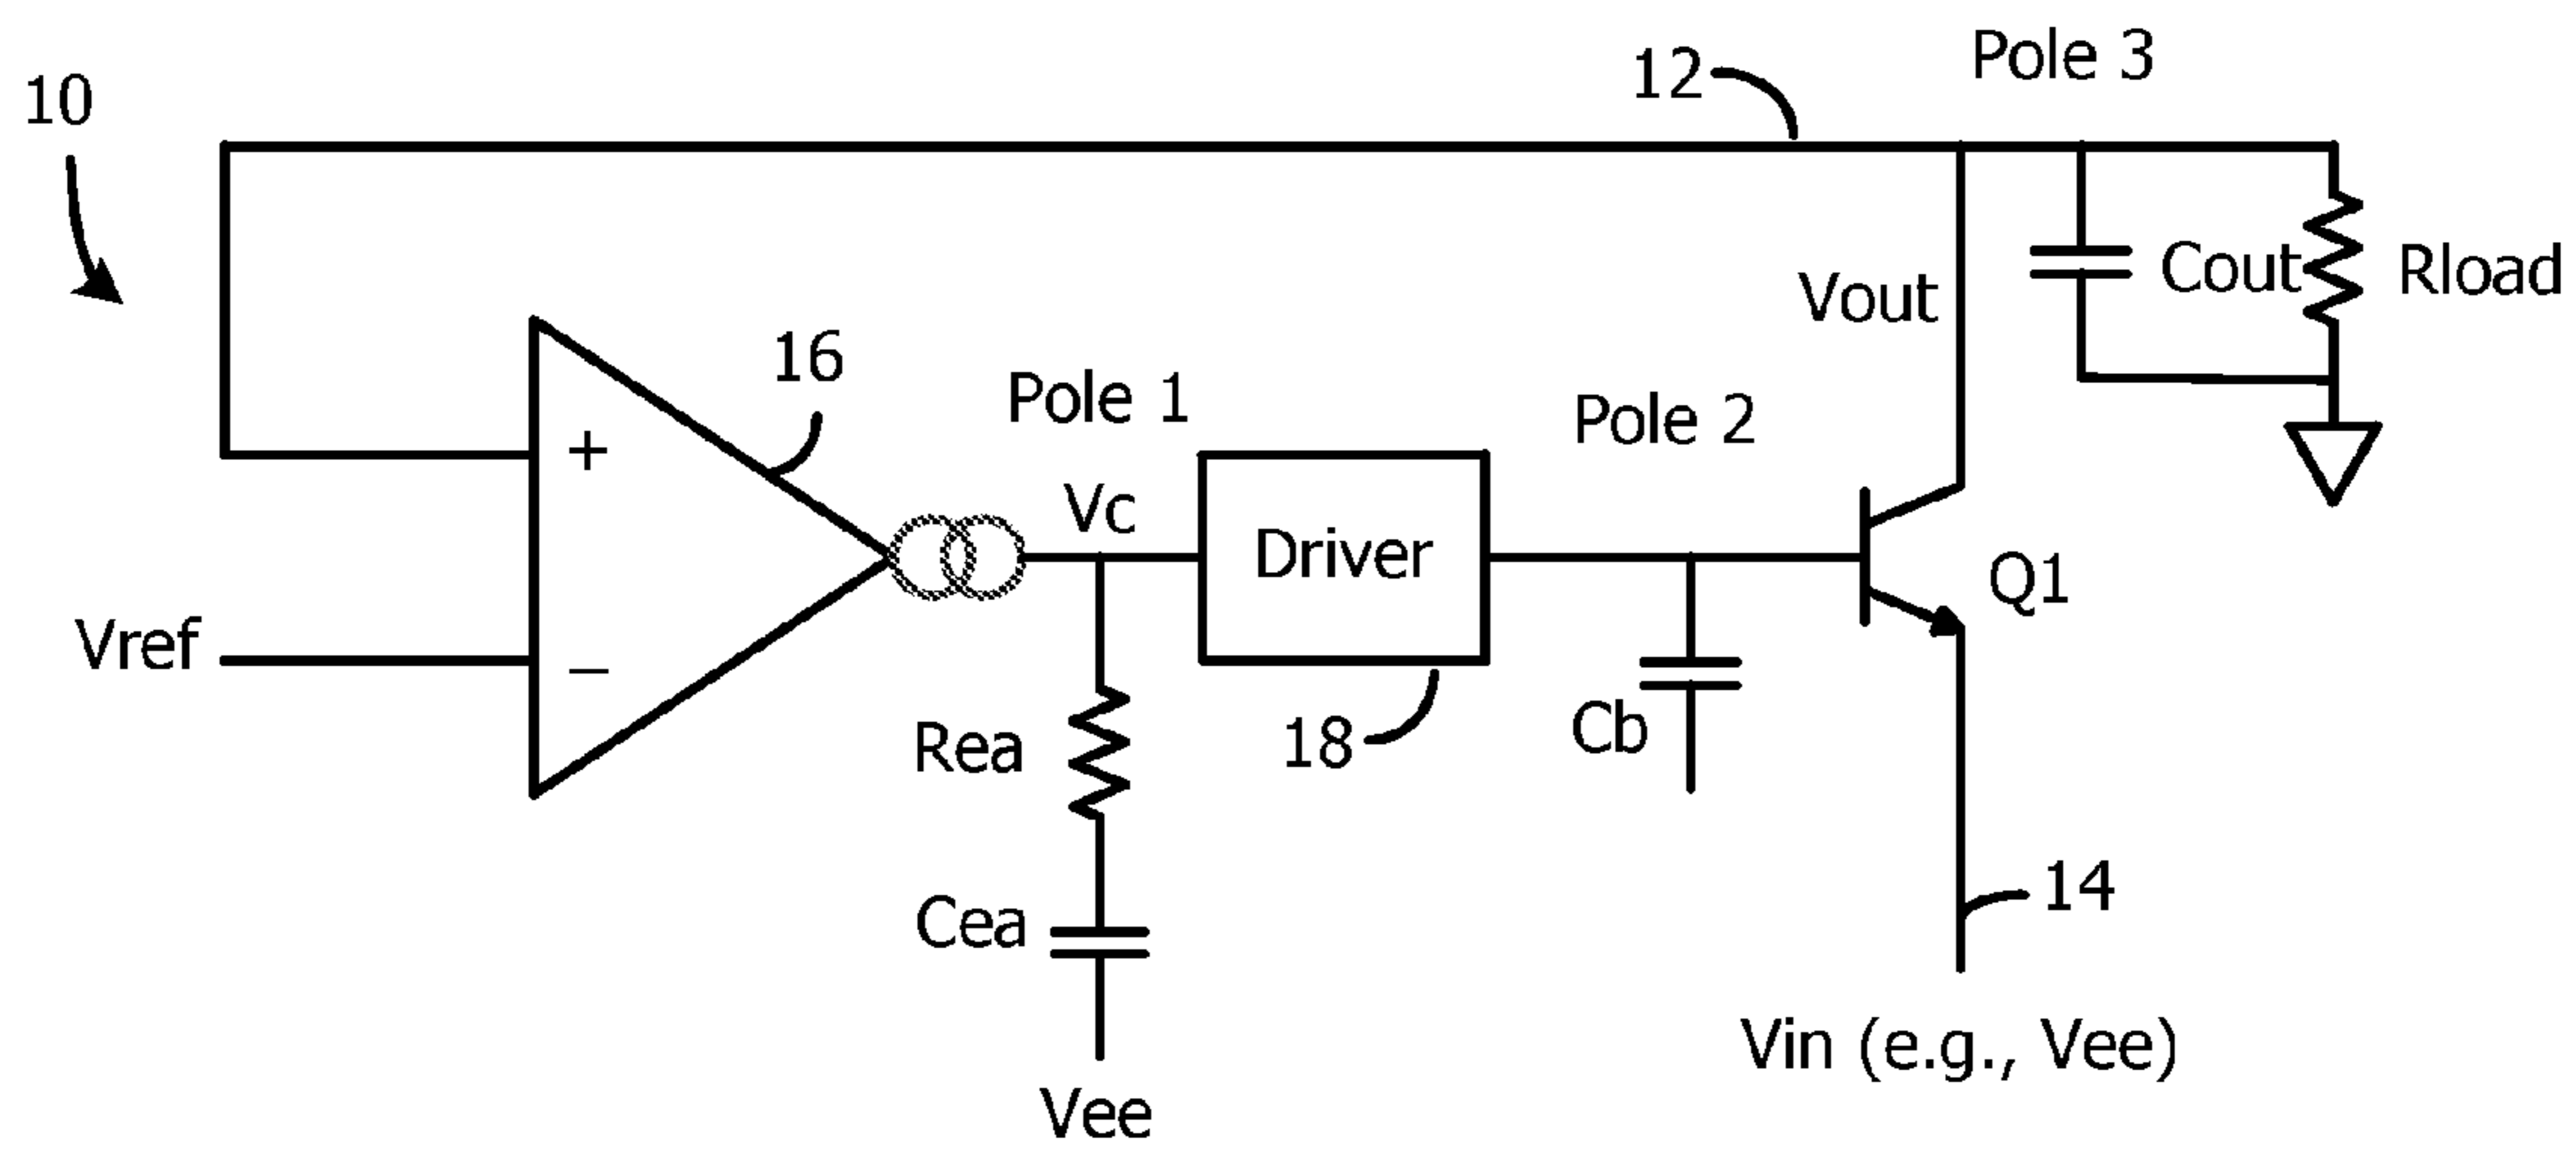 Pole 3
12
10
Cout
Rload
Vout
16
Pole 1
Pole 2
+
Vc
Driver
Q1
Vref
−
Rea
18
Cb
14
Cea
Vin (e.g., Vee)
Vee